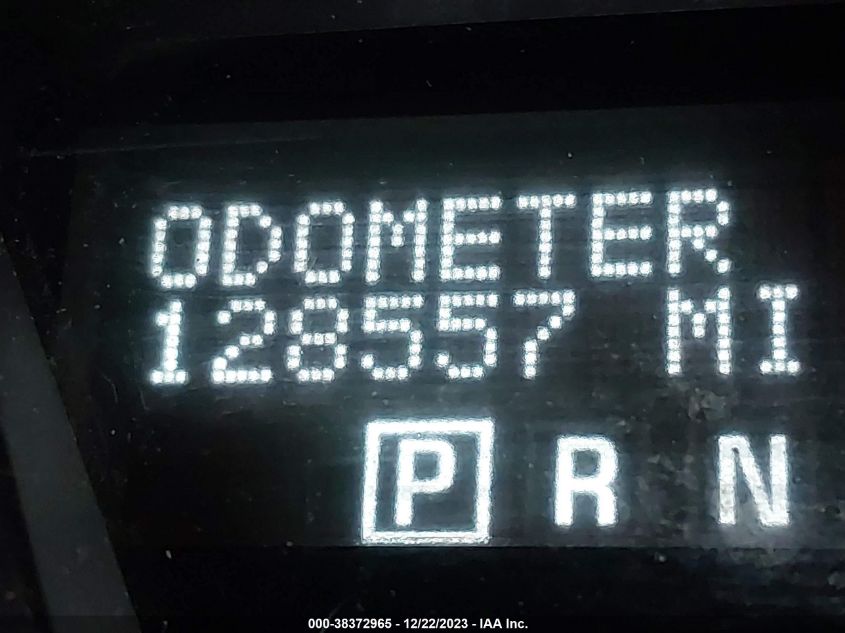 ODOMETER
128557 MI
P R N
000-38372965 - 12/22/2023 - IAA Inc.